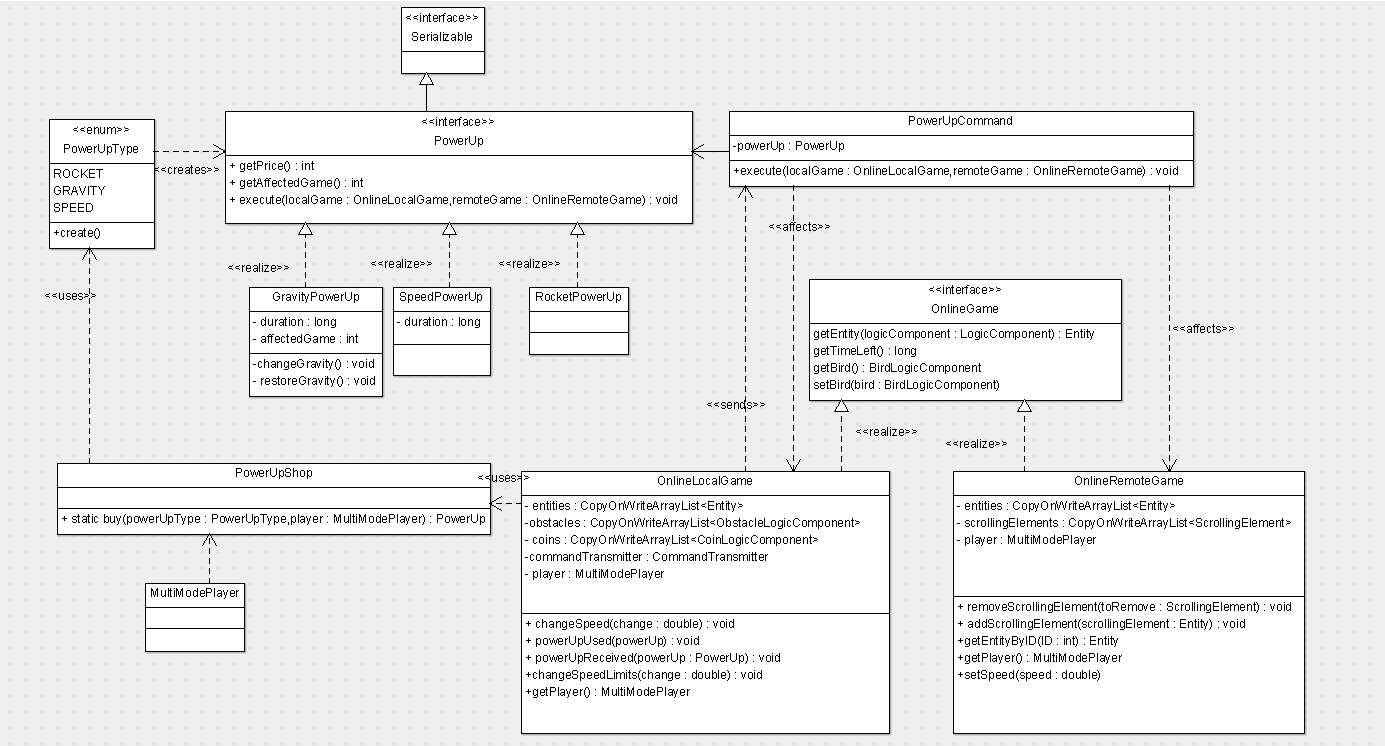 <<interface>>
Serializable
<<enum>>
PowerUpType
ROCKET
GRAVITY
SPEED
+create()
<<creates>>
<<interface>>
PowerUp
+ getPrice() : int
+ getAffectedGame() : int
+ execute(localGame : OnlineLocalGame,remoteGame : OnlineRemoteGame) : void
PowerUpCommand
-powerUp : PowerUp
+execute(localGame : OnlineLocalGame,remoteGame : OnlineRemoteGame) : void
<<affects>>
<<realize>>
<<realize>>
<<realize>>
<<uses>>
GravityPowerUp
- duration : long
- affectedGame : int
-changeGravity() : void
- restoreGravity() : void
SpeedPowerUp
- duration : long
RocketPowerUp
<<interface>>
OnlineGame
getEntity(logicComponent : LogicComponent) : Entity
getTimeLeft() : long
getBird() : BirdLogicComponent
setBird(bird : BirdLogicComponent)
<<affects>>
<<sends>>
<<realize>>
<<realize>>
PowerUpShop
+ static buy(powerUpType : PowerUpType,player : MultiModePlayer) : PowerUp
<<uses>>
MultiModePlayer
OnlineLocalGame
- entities : CopyOnWriteArrayList<Entity>
-obstacles : CopyOnWriteArrayList<ObstacleLogicComponent>
- coins : CopyOnWriteArrayList<CoinLogicComponent>
-commandTransmitter : CommandTransmitter
- player : MultiModePlayer
+ changeSpeed(change : double) : void
+ powerUpUsed(powerUp) : void
+ powerUpReceived(powerUp : PowerUp) : void
+changeSpeedLimits(change : double) : void
+getPlayer() : MultiModePlayer
OnlineRemoteGame
- entities : CopyOnWriteArrayList<Entity>
- scrollingElements : CopyOnWriteArrayList<ScrollingElement>
- player : MultiModePlayer
+ removeScrollingElement(toRemove : ScrollingElement) : void
+ addScrollingElement(scrollingElement : Entity) : void
+getEntityByID(ID : int) : Entity
+getPlayer() : MultiModePlayer
+setSpeed(speed : double)